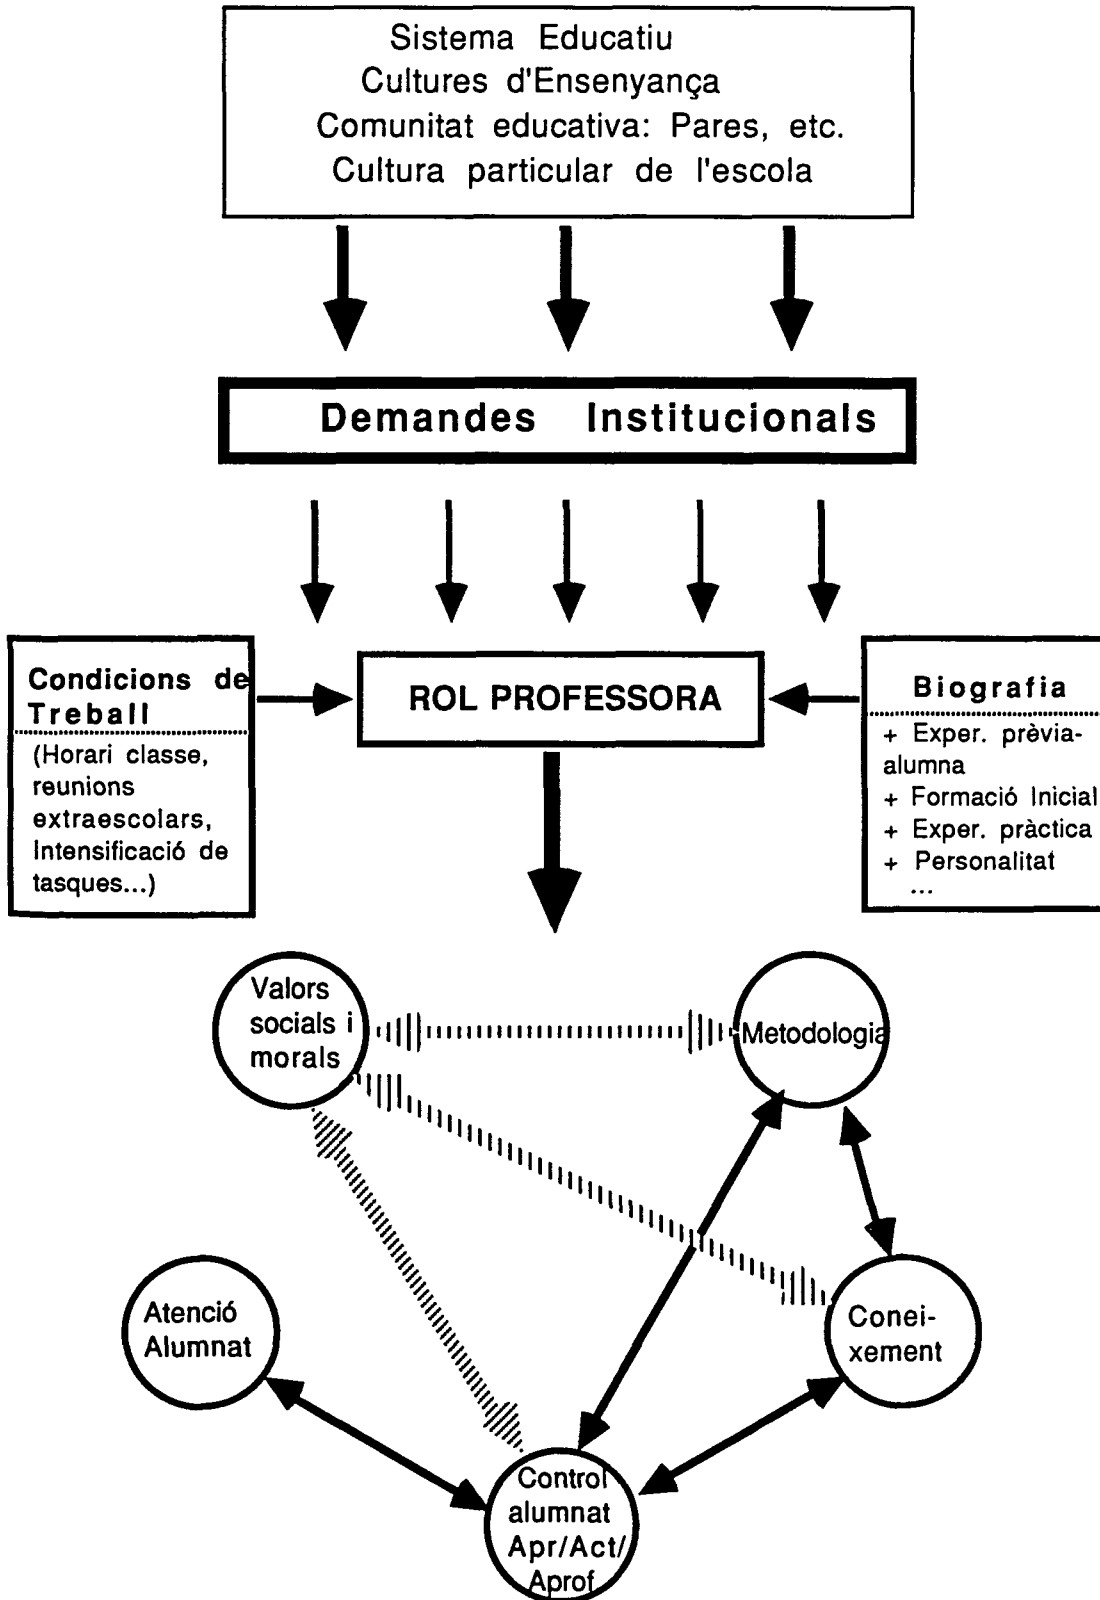 Sistema Educatiu
Cultures d'Ensenyança
Comunitat educativa: Pares, etc.
Cultura particular de l'escola
Demandes Institucionals
Condicions de
Treball
(Horari classe,
reunions
extraescolars,
Intensificació de
tasques...)
ROL PROFESSORA
Biografia
+ Exper. prèvia-
alumna
+ Formació Inicial
+ Exper. pràctica
+ Personalitat
...
Valors
socials i
morals
Metodologia
Atenció
Alumnat
Conei-
xement
Control
alumnat
Apr/Act/
Aprof